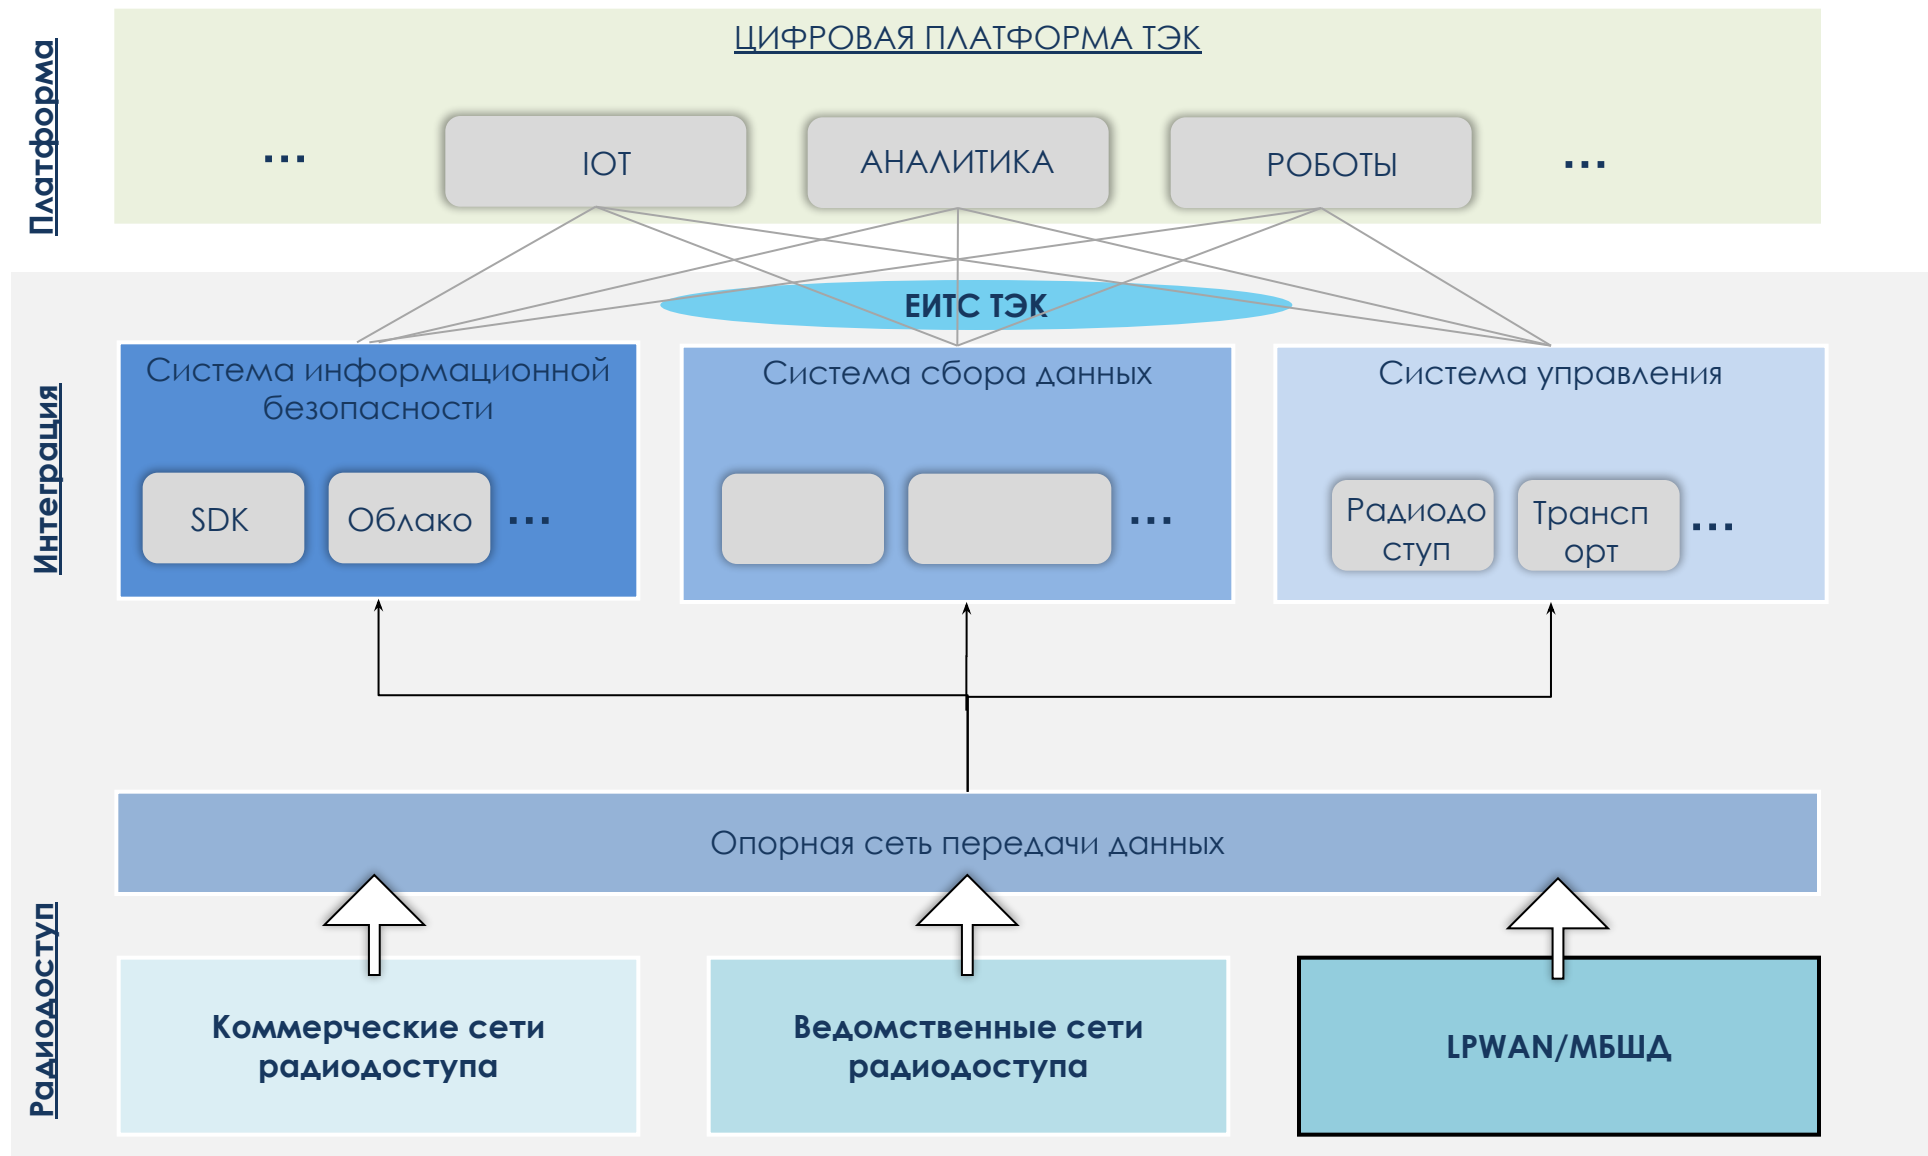 Платформа
ЦИФРОВАЯ ПЛАТФОРМА ТЭК
...
IOT
АНАЛИТИКА
РОБОТЫ
...
ЕИТС ТЭК
Интеграция
Система информационной
безопасности
SDK
Облако
...
Система сбора данных
...
Система управления
Радиодо
ступ
Трансп
орт
...
Опорная сеть передачи данных
Радиодоступ
Коммерческие сети
радиодоступа
Ведомственные сети
радиодоступа
LPWAN/МБШД